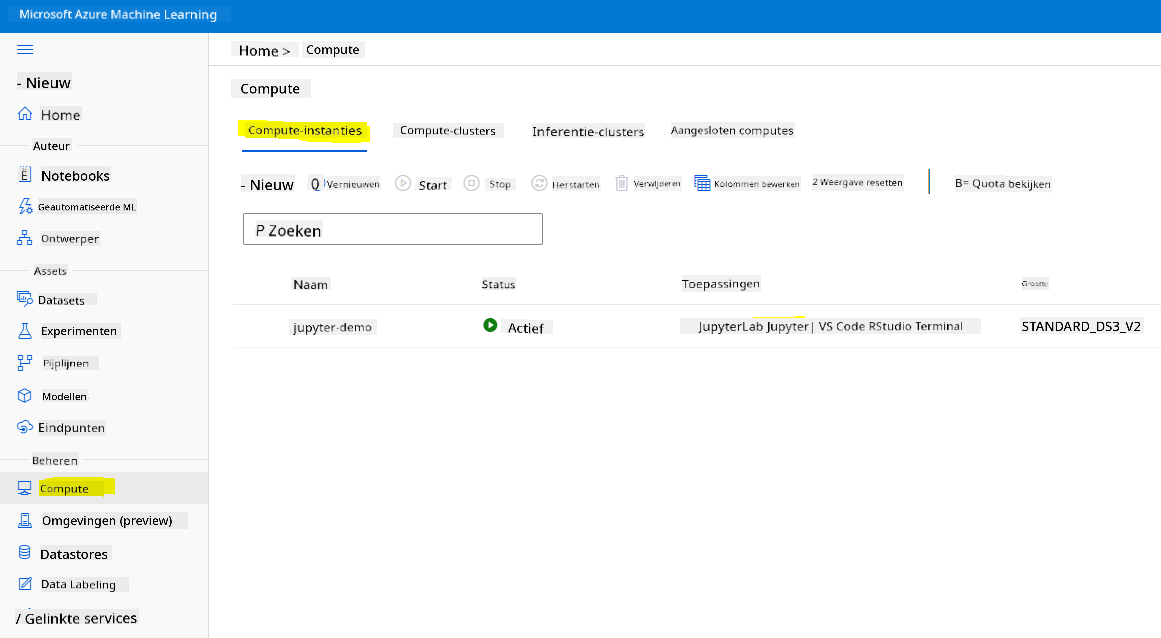 Microsoft Azure Machine Learning
Home > Compute
- Nieuw
Home
Auteur
Notebooks
Geautomatiseerde ML
Ontwerper
Assets
Datasets
Experimenten
Pijplijnen
Modellen
Eindpunten
Beheren
Compute
Omgevingen (preview)
Datastores
Data Labeling
/ Gelinkte services
Compute
Compute-instanties Compute-clusters Inferentie-clusters Aangesloten computes
- Nieuw Vernieuwen Start Stop Herstarten Verwijderen Kolommen bewerken 2 Weergave resetten B= Quota bekijken
P Zoeken
Naam Status Toepassingen Grootte
jupyter-demo Actief JupyterLab Jupyter| VS Code RStudio Terminal STANDARD_DS3_V2